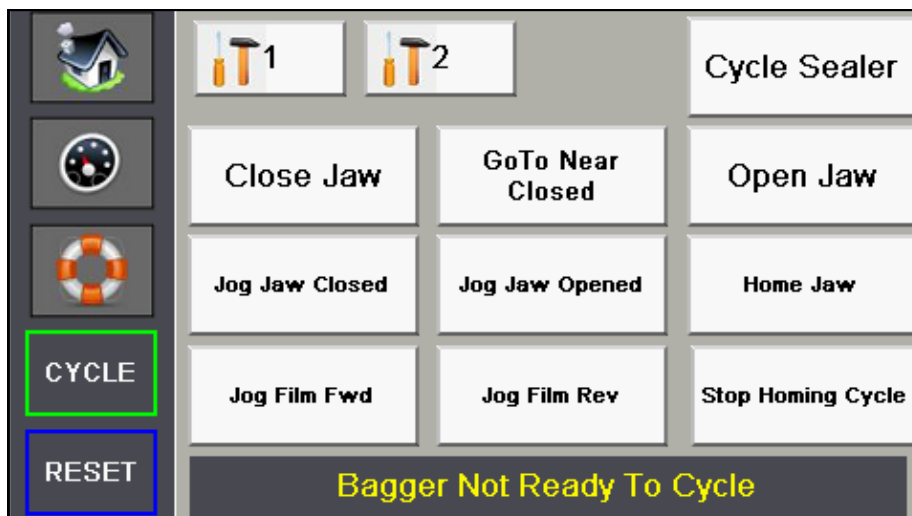 1
2
Cycle Sealer
Close Jaw
GoTo Near
Closed
Open Jaw
Jog Jaw Closed
Jog Jaw Opened
Home Jaw
CYCLE
Jog Film Fwd
Jog Film Rev
Stop Homing Cycle
RESET
Bagger Not Ready To Cycle